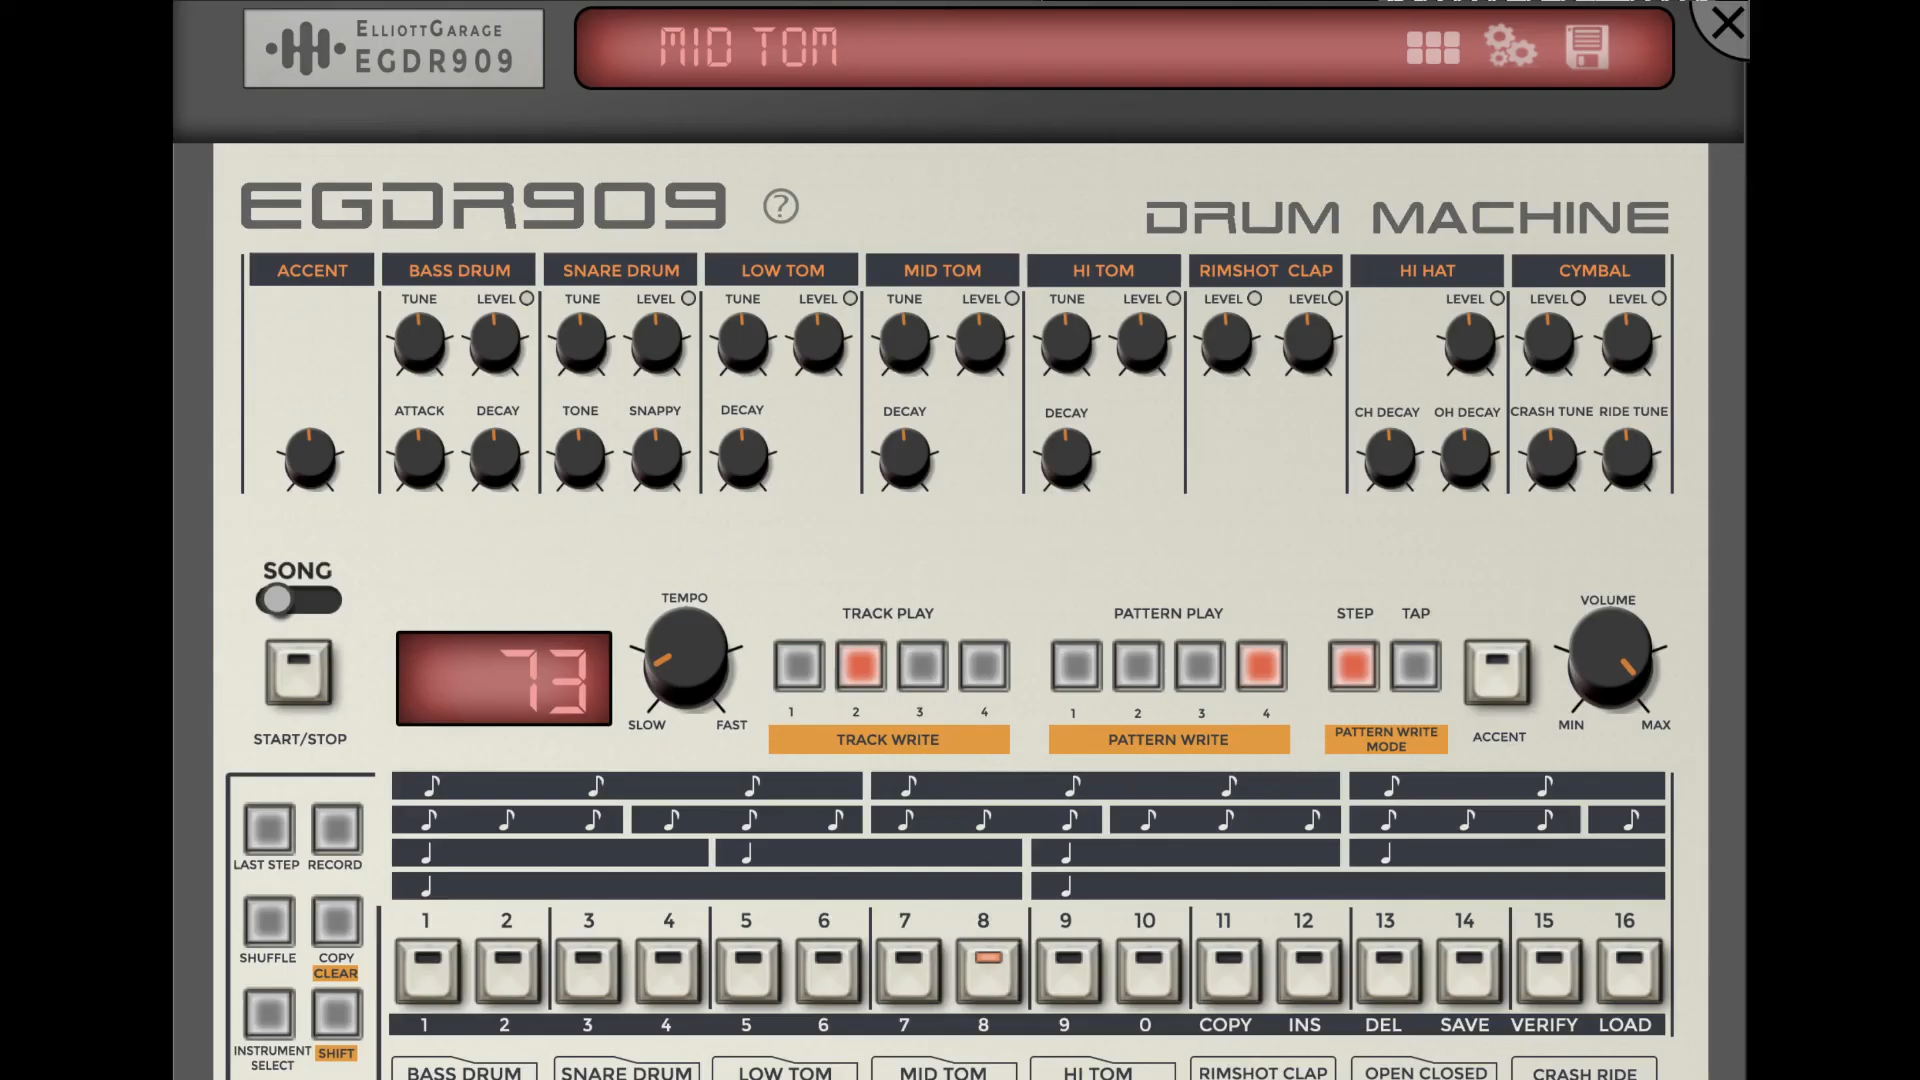 ELLIOTTGARAGE
EGDR909
MID TOM
EGDR909 ?
DRUM MACHINE
ACCENT BASS DRUM SNARE DRUM LOW TOM MID TOM HI TOM RIMSHOT CLAP HI HAT CYMBAL
TUNE LEVEL TUNE LEVEL TUNE LEVEL TUNE LEVEL TUNE LEVEL LEVEL LEVEL LEVEL LEVEL LEVEL
ATTACK DECAY TONE SNAPPY DECAY DECAY DECAY CH DECAY OH DECAY CRASH TUNE RIDE TUNE
SONG
START/STOP
73
TEMPO
SLOW FAST
TRACK PLAY
1 2 3 4
TRACK WRITE
PATTERN PLAY
1 2 3 4
PATTERN WRITE
STEP TAP
PATTERN WRITE
MODE
ACCENT
VOLUME
MIN MAX
LAST STEP RECORD
SHUFFLE COPY
CLEAR
INSTRUMENT
SELECT
SHIFT
1 2 3 4 5 6 7 8 9 10 11 12 13 14 15 16
1 2 3 4 5 6 7 8 9 0 COPY INS DEL SAVE VERIFY LOAD
BASS DRUM SNARE DRUM LOW TOM MID TOM HI TOM RIMSHOT CLAP OPEN CLOSED CRASH RIDE